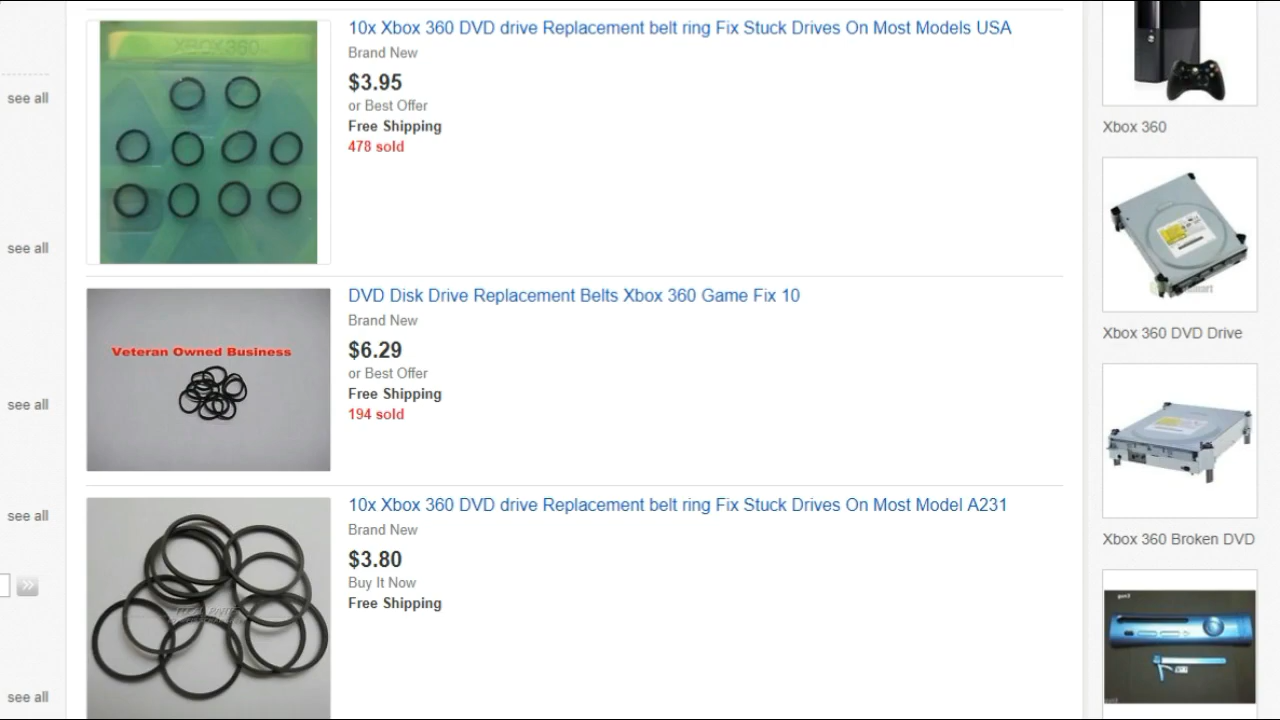 see all
see all
see all
see all
see all
XBOX360
10x Xbox 360 DVD drive Replacement belt ring Fix Stuck Drives On Most Models USA
Brand New
$3.95
or Best Offer
Free Shipping
478 sold
Veteran Owned Business
DVD Disk Drive Replacement Belts Xbox 360 Game Fix 10
Brand New
$6.29
or Best Offer
Free Shipping
194 sold
10x Xbox 360 DVD drive Replacement belt ring Fix Stuck Drives On Most Model A231
Brand New
$3.80
Buy It Now
Free Shipping
Xbox 360
Xbox 360 DVD Drive
Xbox 360 Broken DVD